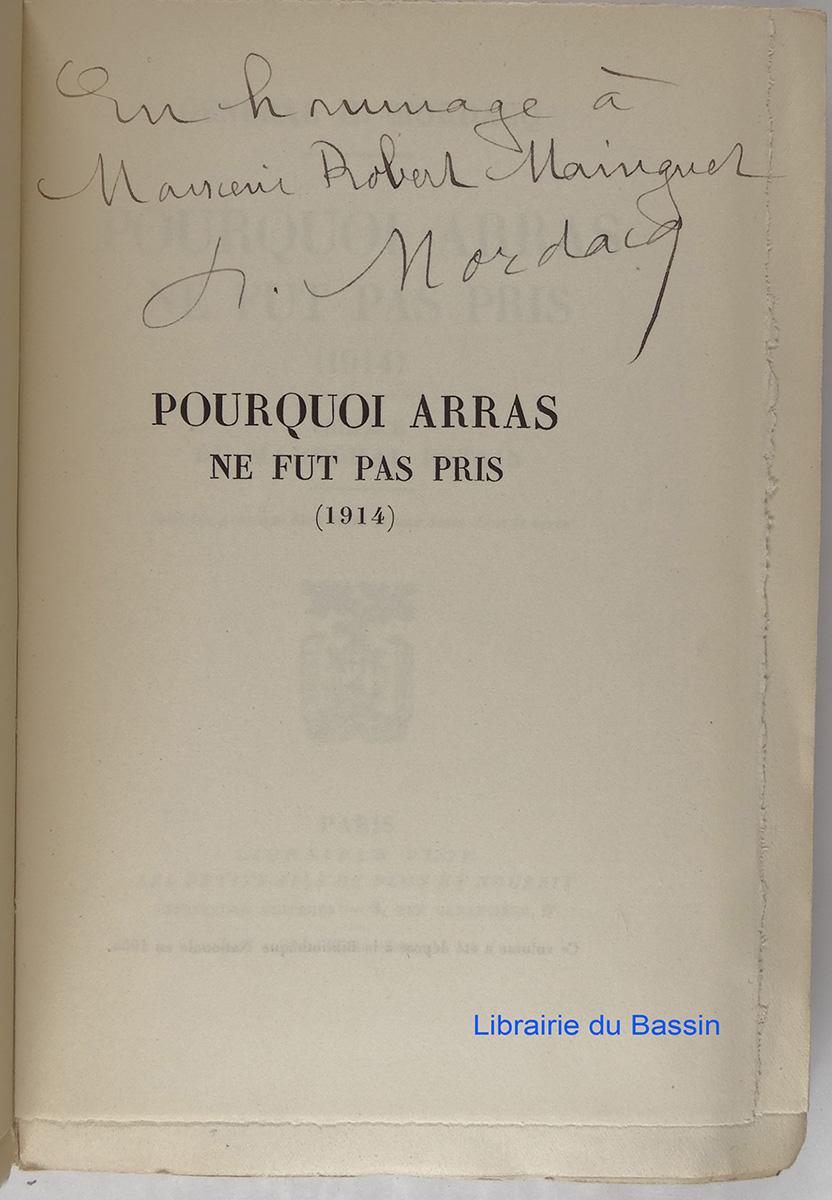 En hommage à
Monsieur Robert Mainguet
H. Mordacq
POURQUOI ARRAS
NE FUT PAS PRIS
(1914)
Librairie du Bassin